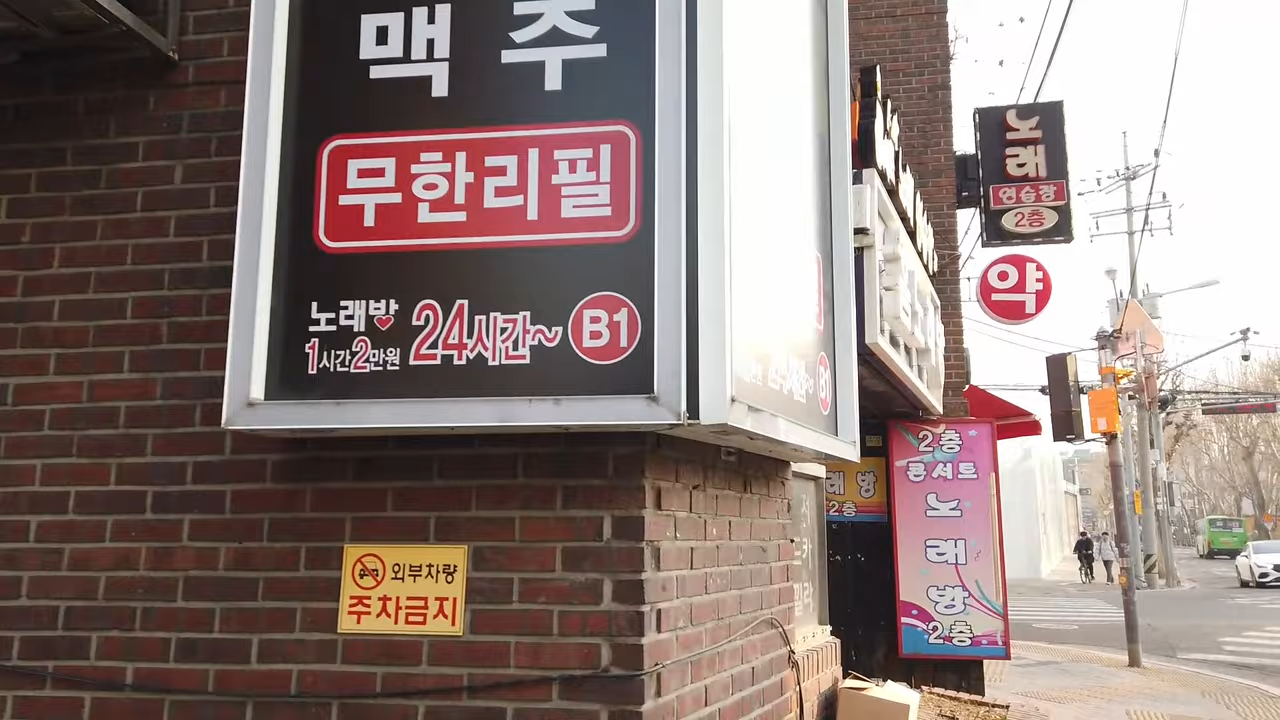 맥주
무한리필
노래방
1시간2만원
24시간~
B1
외부차량
주차금지
노래
연습장
2층
약
2층
콘서트
노래방
2층
래방
2층
B1